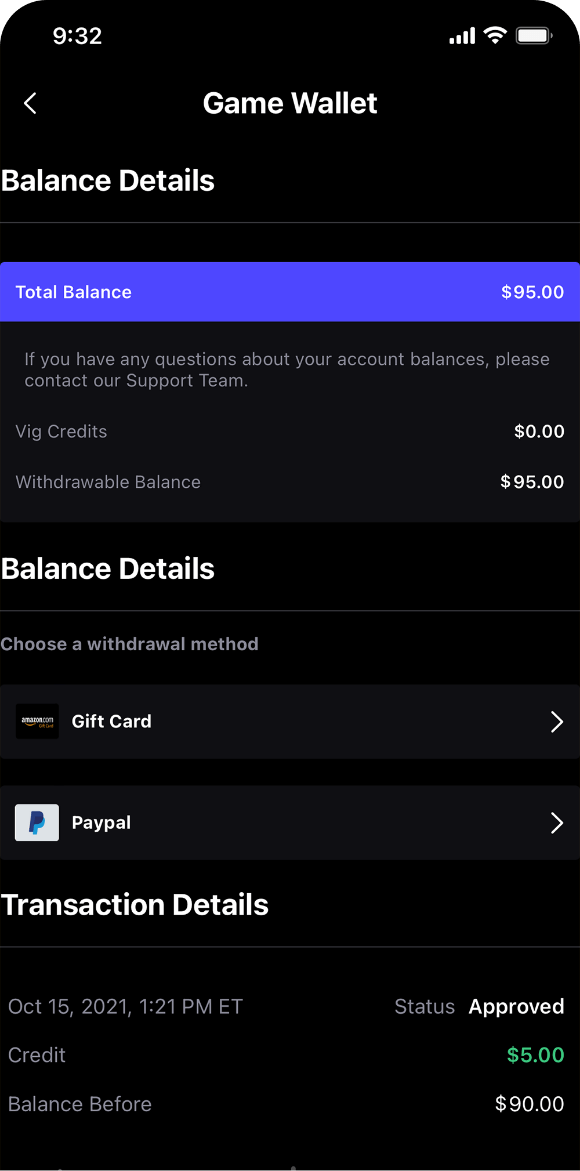 9:32
Game Wallet
Balance Details
Total Balance $95.00
If you have any questions about your account balances, please
contact our Support Team.
Vig Credits $0.00
Withdrawable Balance $95.00
Balance Details
Choose a withdrawal method
amazon.com
Gift Card
Gift Card
Paypal
Transaction Details
Oct 15, 2021, 1:21 PM ET Status Approved
Credit $5.00
Balance Before $90.00